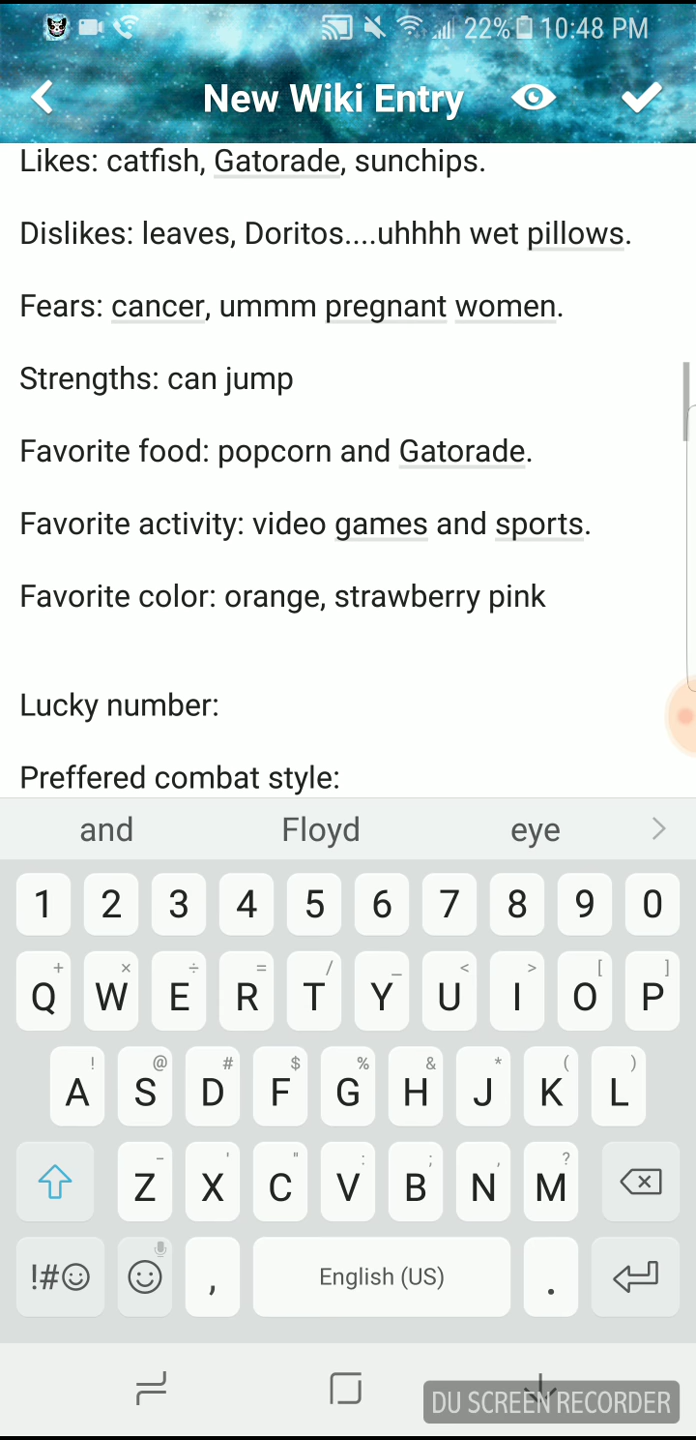 22% 10:48 PM
New Wiki Entry
Likes: catfish, Gatorade, sunchips.
Dislikes: leaves, Doritos....uhhhh wet pillows.
Fears: cancer, ummm pregnant women.
Strengths: can jump
Favorite food: popcorn and Gatorade.
Favorite activity: video games and sports.
Favorite color: orange, strawberry pink
Lucky number:
Preffered combat style:
and Floyd eye >
1 2 3 4 5 6 7 8 9 0
+ × ÷ = / _ < > [ ]
Q W E R T Y U I O P
! @ # $ % & * ( )
A S D F G H J K L
- ' " : ; , ?
Z X C V B N M
!#☺ , English (US) .
DU SCREEN RECORDER